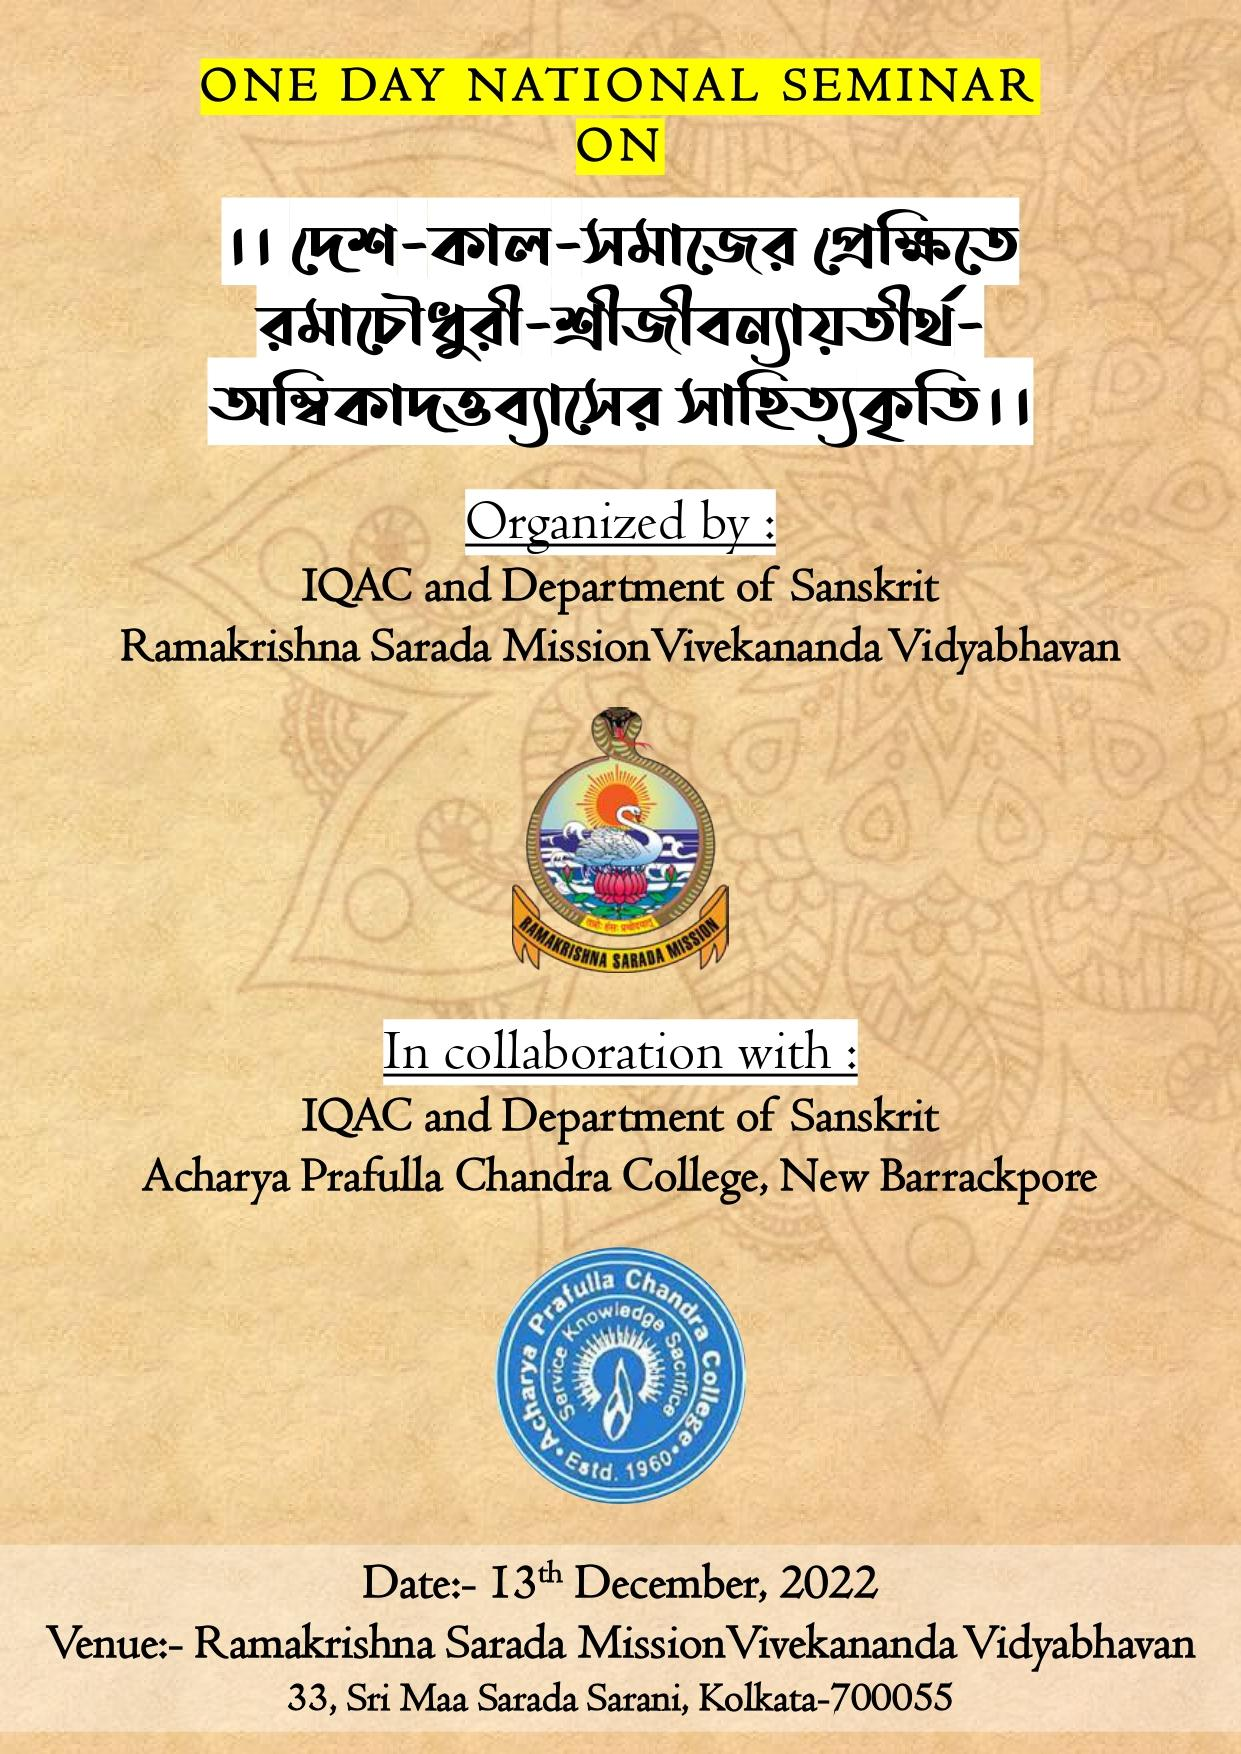 ONE DAY NATIONAL SEMINAR
ON
।। দেশ-কাল-সমাজের প্রেক্ষিতে
রমাচৌধুরী-শ্রীজীবন্যায়তীর্থ-
অম্বিকাদত্তব্যাসের সাহিত্যকৃতি।।
Organized by :
IQAC and Department of Sanskrit
Ramakrishna Sarada Mission Vivekananda Vidyabhavan
RAMAKRISHNA SARADA MISSION
In collaboration with :
IQAC and Department of Sanskrit
Acharya Prafulla Chandra College, New Barrackpore
Acharya Prafulla Chandra College
Service Knowledge Sacrifice
Estd. 1960
Date:- 13th December, 2022
Venue:- Ramakrishna Sarada Mission Vivekananda Vidyabhavan
33, Sri Maa Sarada Sarani, Kolkata-700055